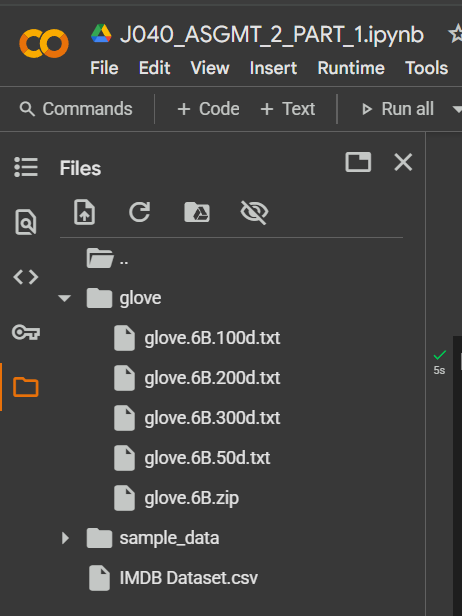 J040_ASGMT_2_PART_1.ipynb
File Edit View Insert Runtime Tools
Commands + Code + Text Run all
Files
..
glove
glove.6B.100d.txt
glove.6B.200d.txt
5s
glove.6B.300d.txt
glove.6B.50d.txt
glove.6B.zip
sample_data
IMDB Dataset.csv